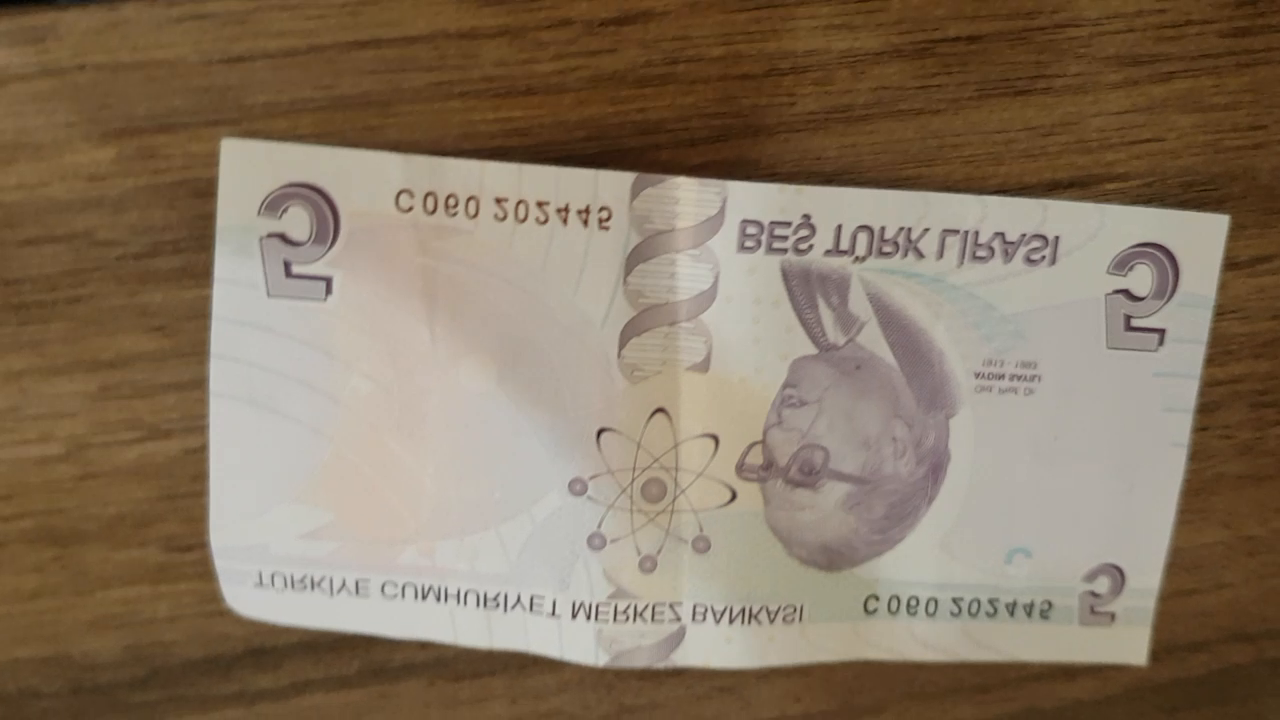 TÜRKİYE CUMHURİYET MERKEZ BANKASI
C060 202445
5
Ord. Prof. Dr.
AYDIN SAYILI
1913 - 1993
5
BEŞ TÜRK LİRASI
C060 202445
5